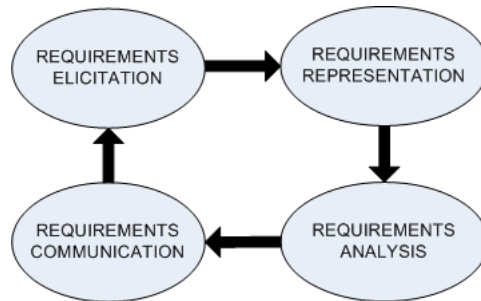 REQUIREMENTS
ELICITATION
REQUIREMENTS
REPRESENTATION
REQUIREMENTS
COMMUNICATION
REQUIREMENTS
ANALYSIS